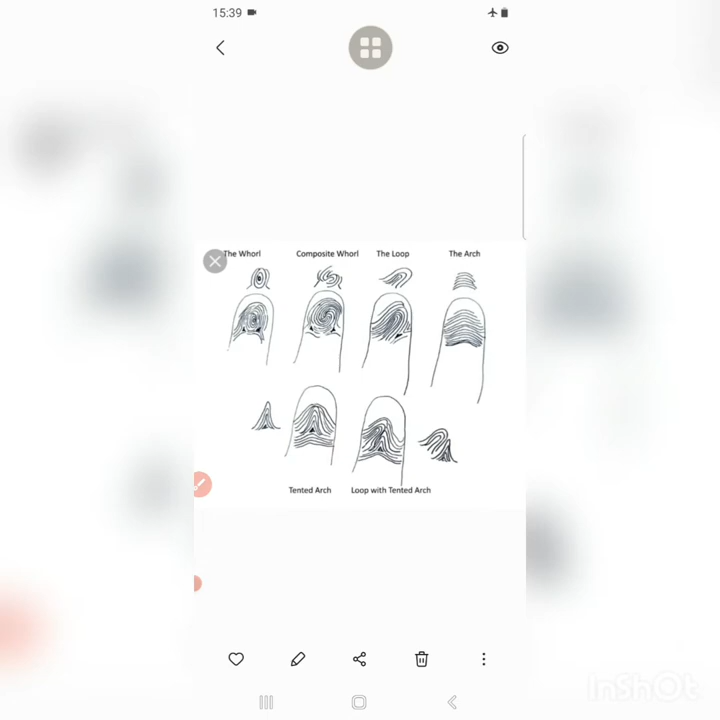 15:39
The Whorl
Composite Whorl
The Loop
The Arch
Tented Arch
Loop with Tented Arch
InShOt